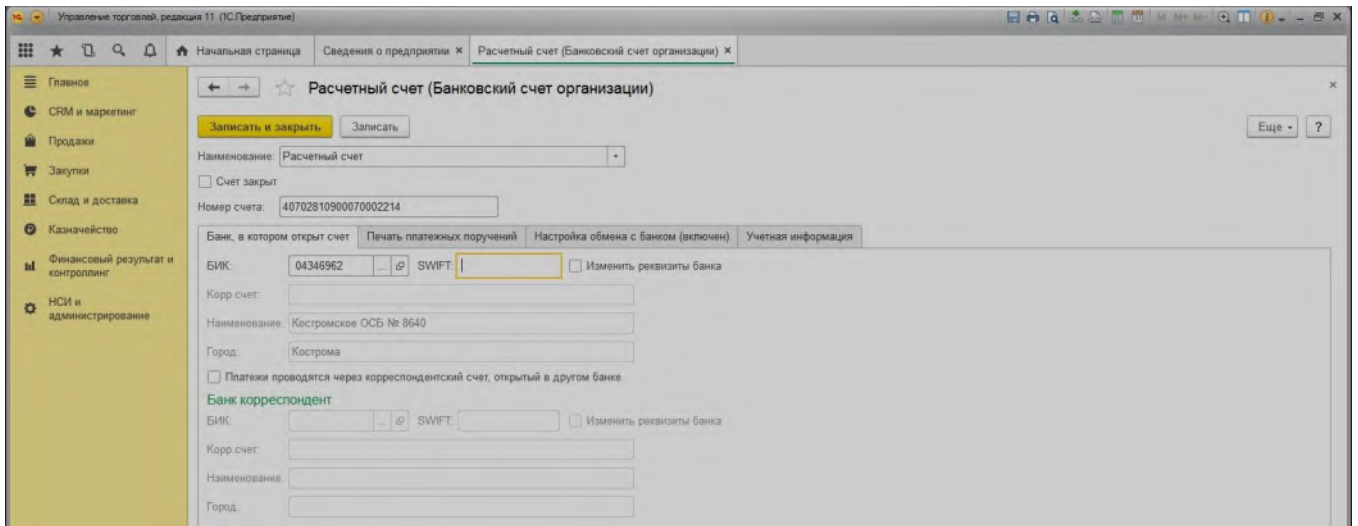 Управление торговлей, редакция 11 (1С:Предприятие)
M M+ M-
Начальная страница Сведения о предприятии × Расчетный счет (Банковский счет организации) ×
Главное
CRM и маркетинг
Продажи
Закупки
Склад и доставка
Казначейство
Финансовый результат и
контроллинг
НСИ и
администрирование
Расчетный счет (Банковский счет организации)
Записать и закрыть Записать Еще ?
Наименование: Расчетный счет
Счет закрыт
Номер счета: 40702810900070002214
Банк, в котором открыт счет Печать платежных поручений Настройка обмена с банком (включен) Учетная информация
БИК: 04346962 ... SWIFT: Изменить реквизиты банка
Корр.счет:
Наименование: Костромское ОСБ № 8640
Город: Кострома
Платежи проводятся через корреспондентский счет, открытый в другом банке
Банк корреспондент
БИК: ... SWIFT: Изменить реквизиты банка
Корр.счет:
Наименование:
Город: